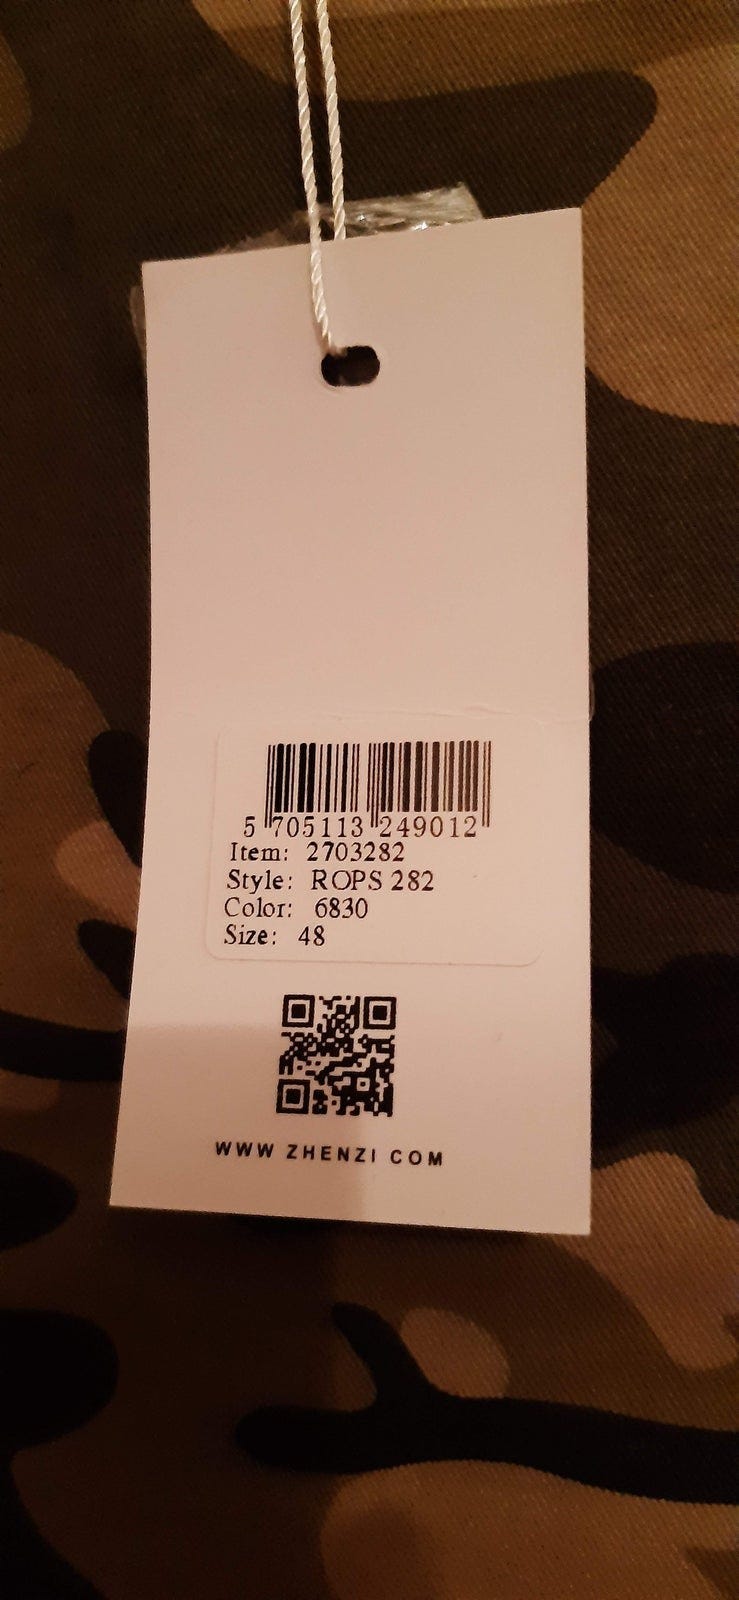 5 705113 249012
Item: 2703282
Style: ROPS 282
Color: 6830
Size: 48
WWW ZHENZI COM